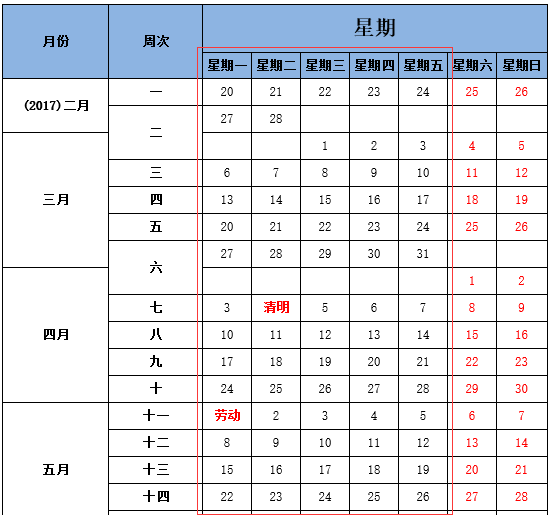 月份 周次 星期
星期一 星期二 星期三 星期四 星期五 星期六 星期日
(2017)二月 一 20 21 22 23 24 25 26
二 27 28
三月 1 2 3 4 5
三 6 7 8 9 10 11 12
四 13 14 15 16 17 18 19
五 20 21 22 23 24 25 26
六 27 28 29 30 31
四月 1 2
七 3 清明 5 6 7 8 9
八 10 11 12 13 14 15 16
九 17 18 19 20 21 22 23
十 24 25 26 27 28 29 30
五月 十一 劳动 2 3 4 5 6 7
十二 8 9 10 11 12 13 14
十三 15 16 17 18 19 20 21
十四 22 23 24 25 26 27 28